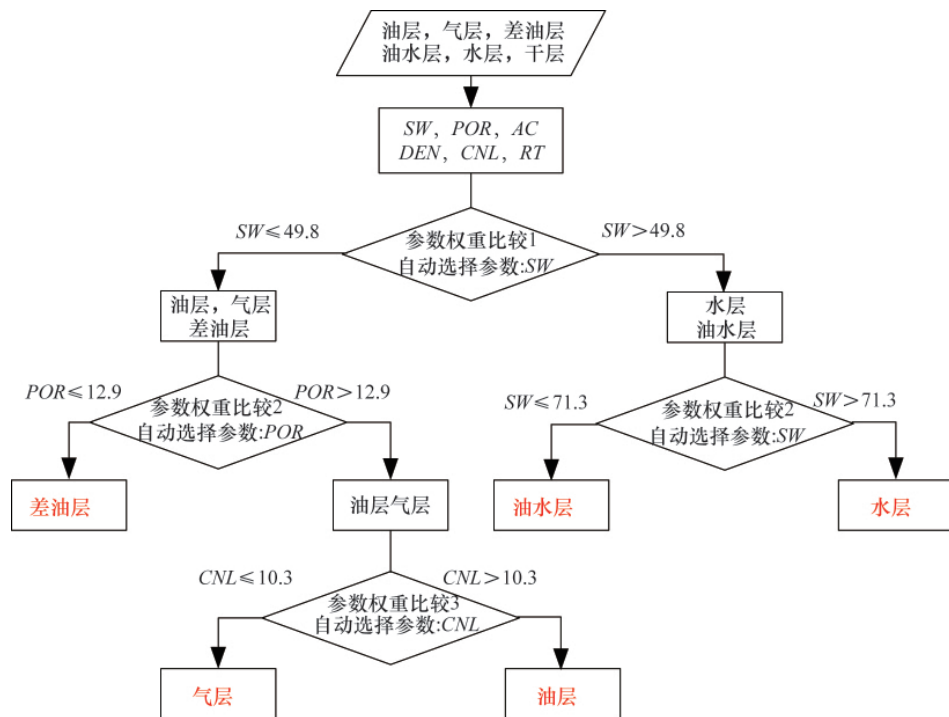 油层，气层，差油层
油水层，水层，干层
SW，POR，AC
DEN，CNL，RT
SW≤49.8
SW>49.8
参数权重比较1
自动选择参数:SW
油层，气层
差油层
水层
油水层
POR≤12.9
POR>12.9
参数权重比较2
自动选择参数:POR
SW≤71.3
SW>71.3
参数权重比较2
自动选择参数:SW
差油层
油层气层
油水层
水层
CNL≤10.3
CNL>10.3
参数权重比较3
自动选择参数:CNL
气层
油层